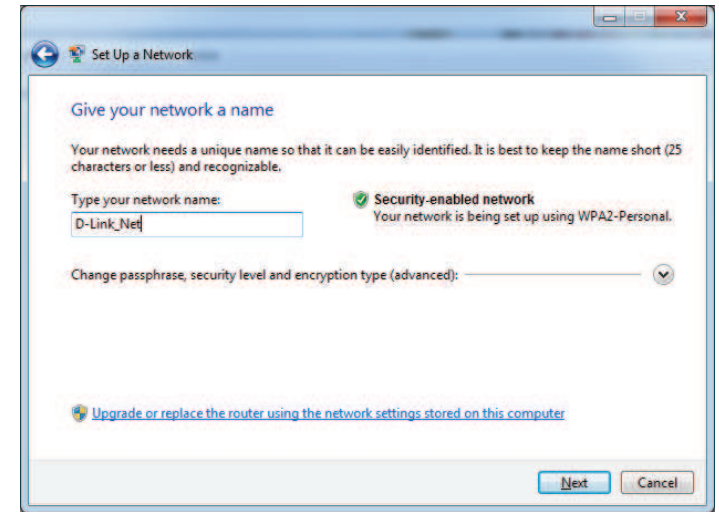 Set Up a Network
Give your network a name
Your network needs a unique name so that it can be easily identified. It is best to keep the name short (25
characters or less) and recognizable.
Type your network name:
D-Link_Net
Security-enabled network
Your network is being set up using WPA2-Personal.
Change passphrase, security level and encryption type (advanced):
Upgrade or replace the router using the network settings stored on this computer
Next
Cancel